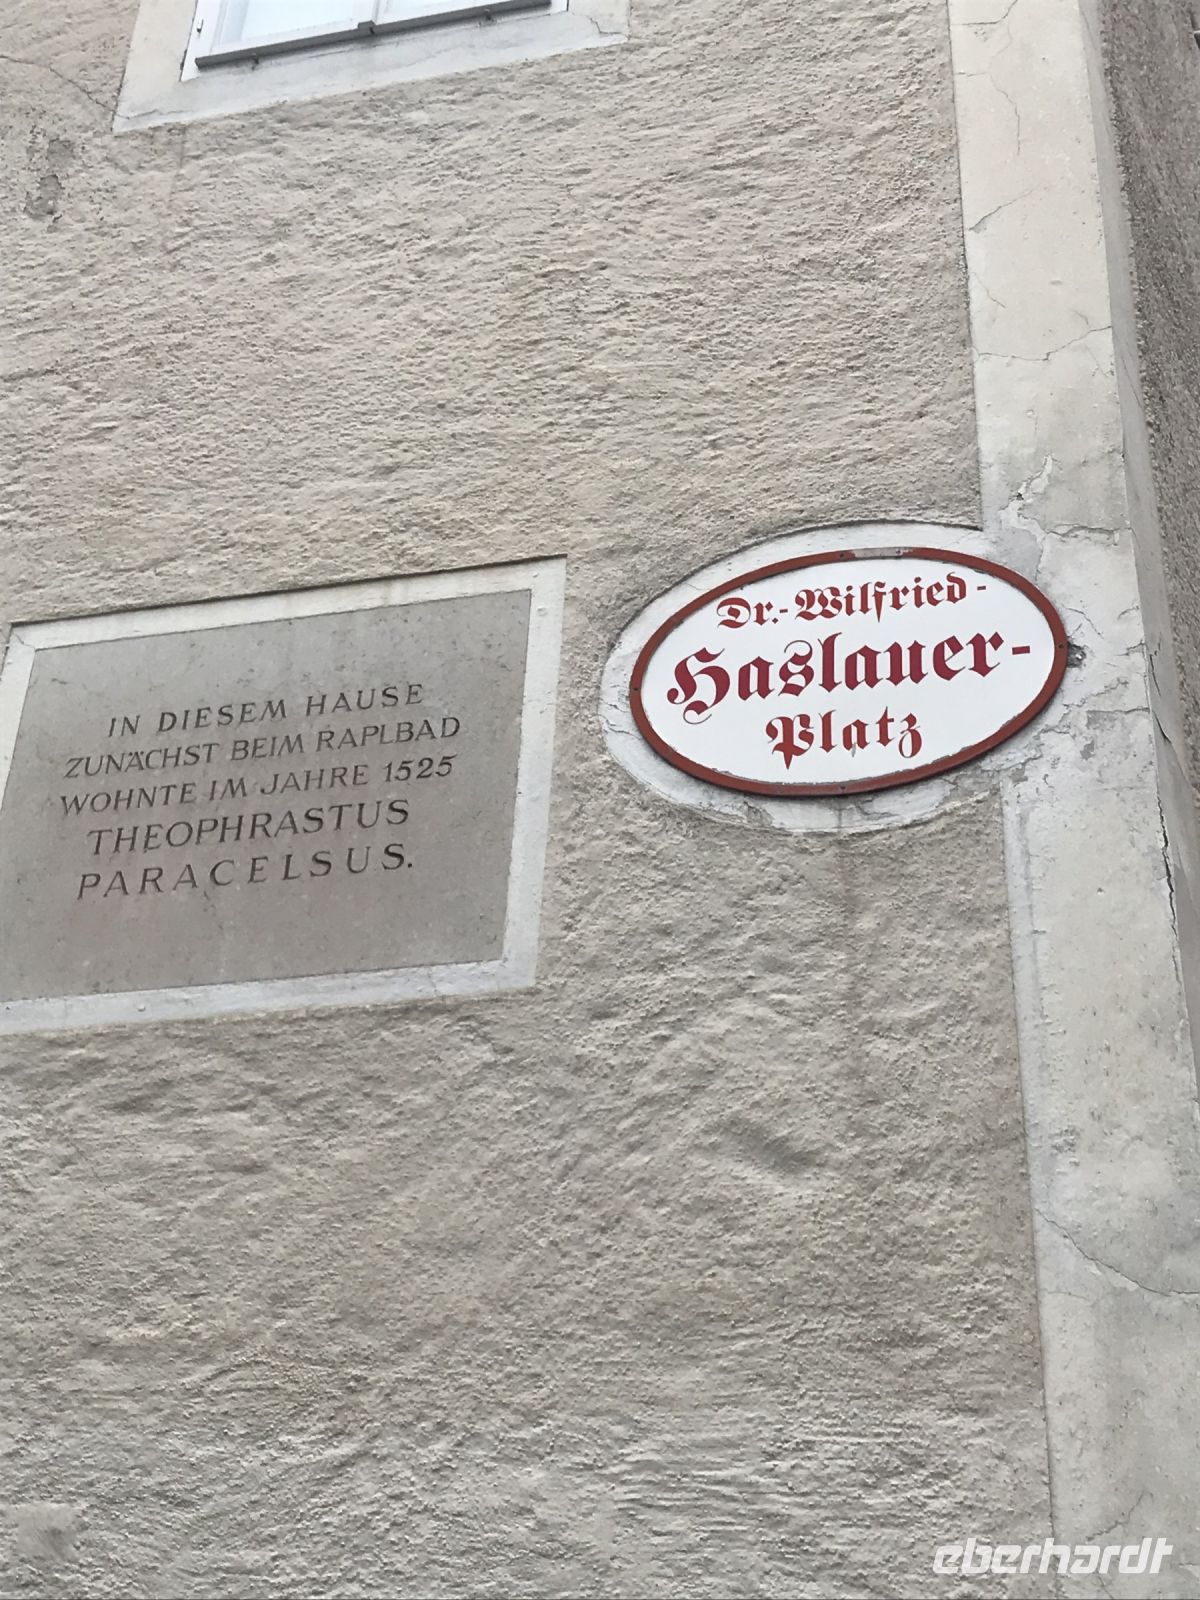 IN DIESEM HAUSE
ZUNÄCHST BEIM RAPLBAD
WOHNTE IM JAHRE 1525
THEOPHRASTUS
PARACELSUS.
Dr.-Wilfried-
Haslauer-
Platz
eberhardt